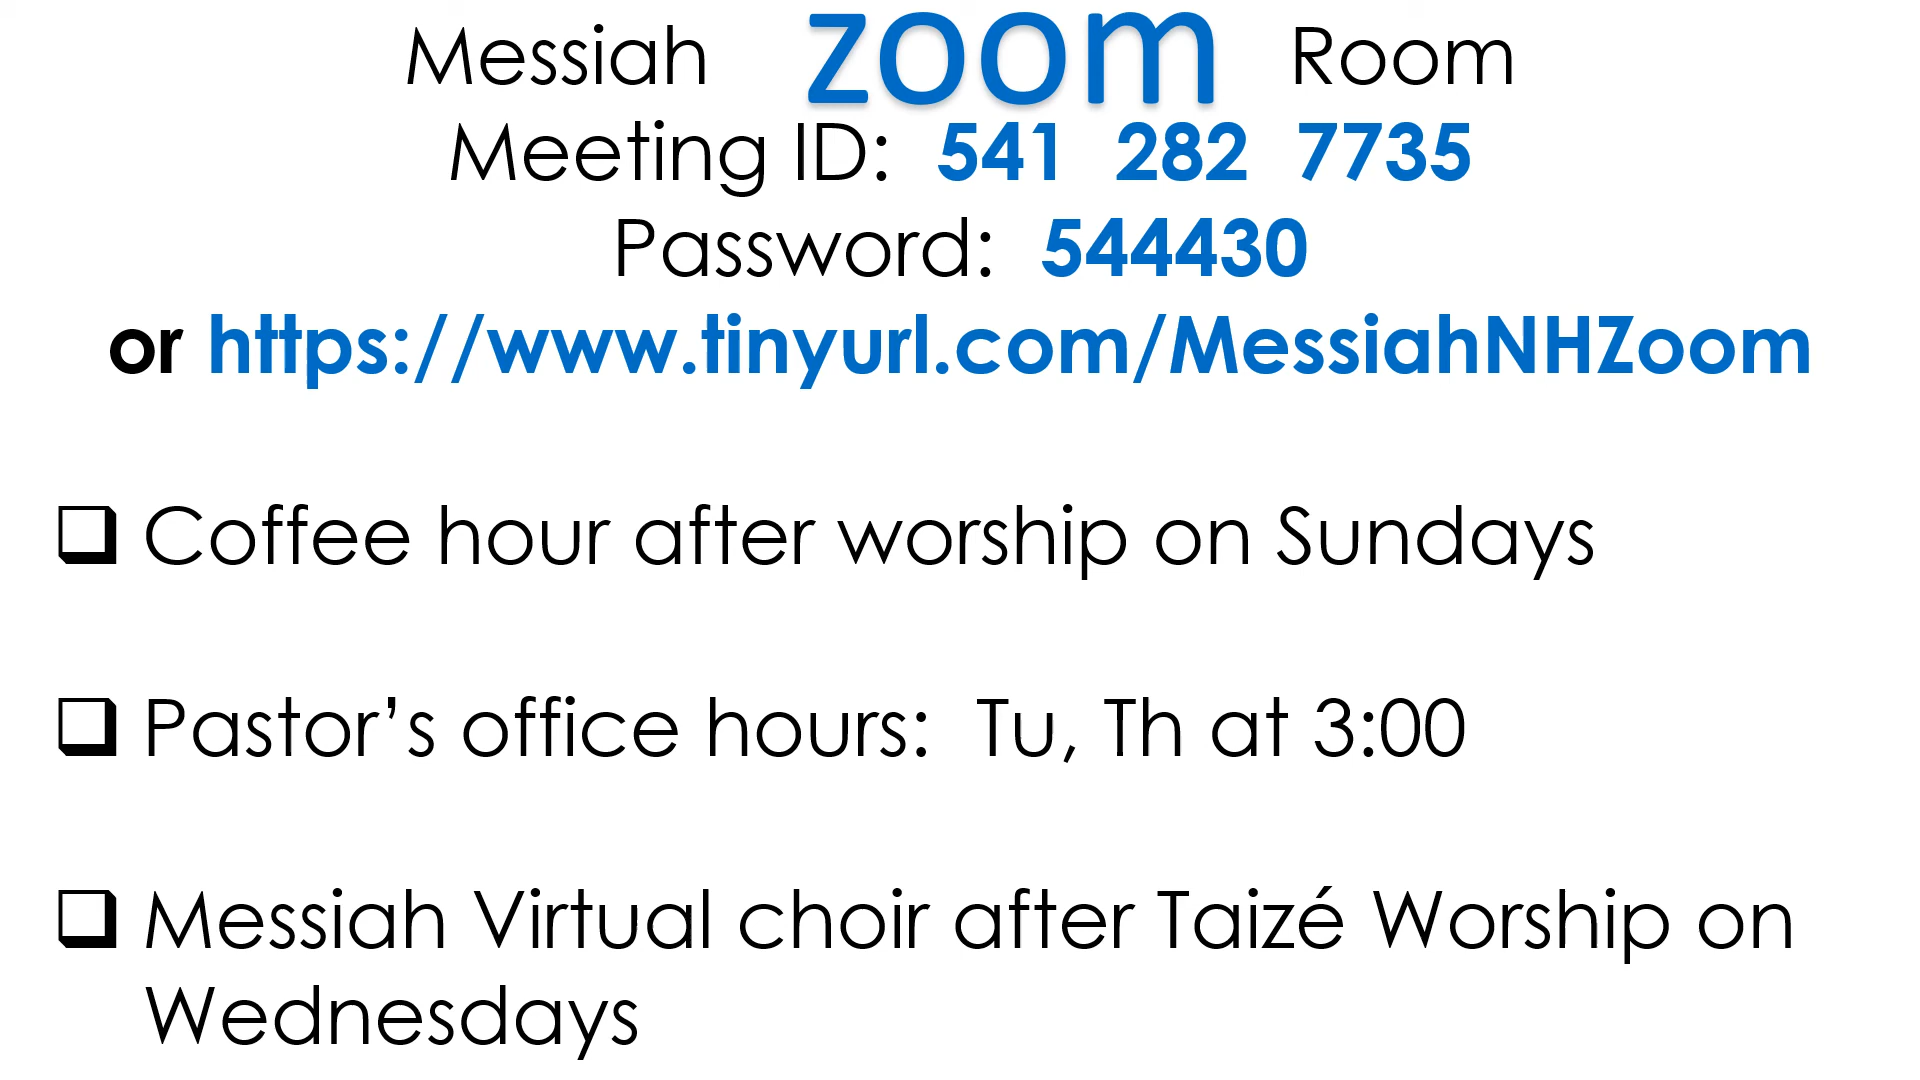 Messiah zoom Room
Meeting ID: 541 282 7735
Password: 544430
or https://www.tinyurl.com/MessiahNHZoom
❑ Coffee hour after worship on Sundays
❑ Pastor’s office hours: Tu, Th at 3:00
❑ Messiah Virtual choir after Taizé Worship on
Wednesdays